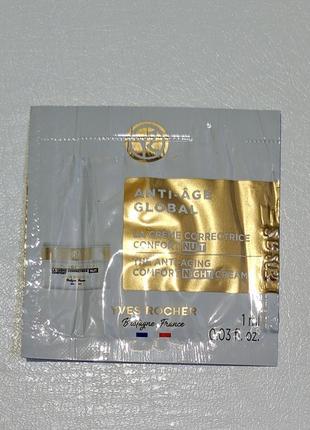 ANTI-ÂGE
GLOBAL
LA CRÈME CORRECTRICE
CONFORT NUIT
THE ANTI-AGING
COMFORT NIGHT CREAM
YVES ROCHER
Bretagne, France
1 ml
0.03 fl. oz.